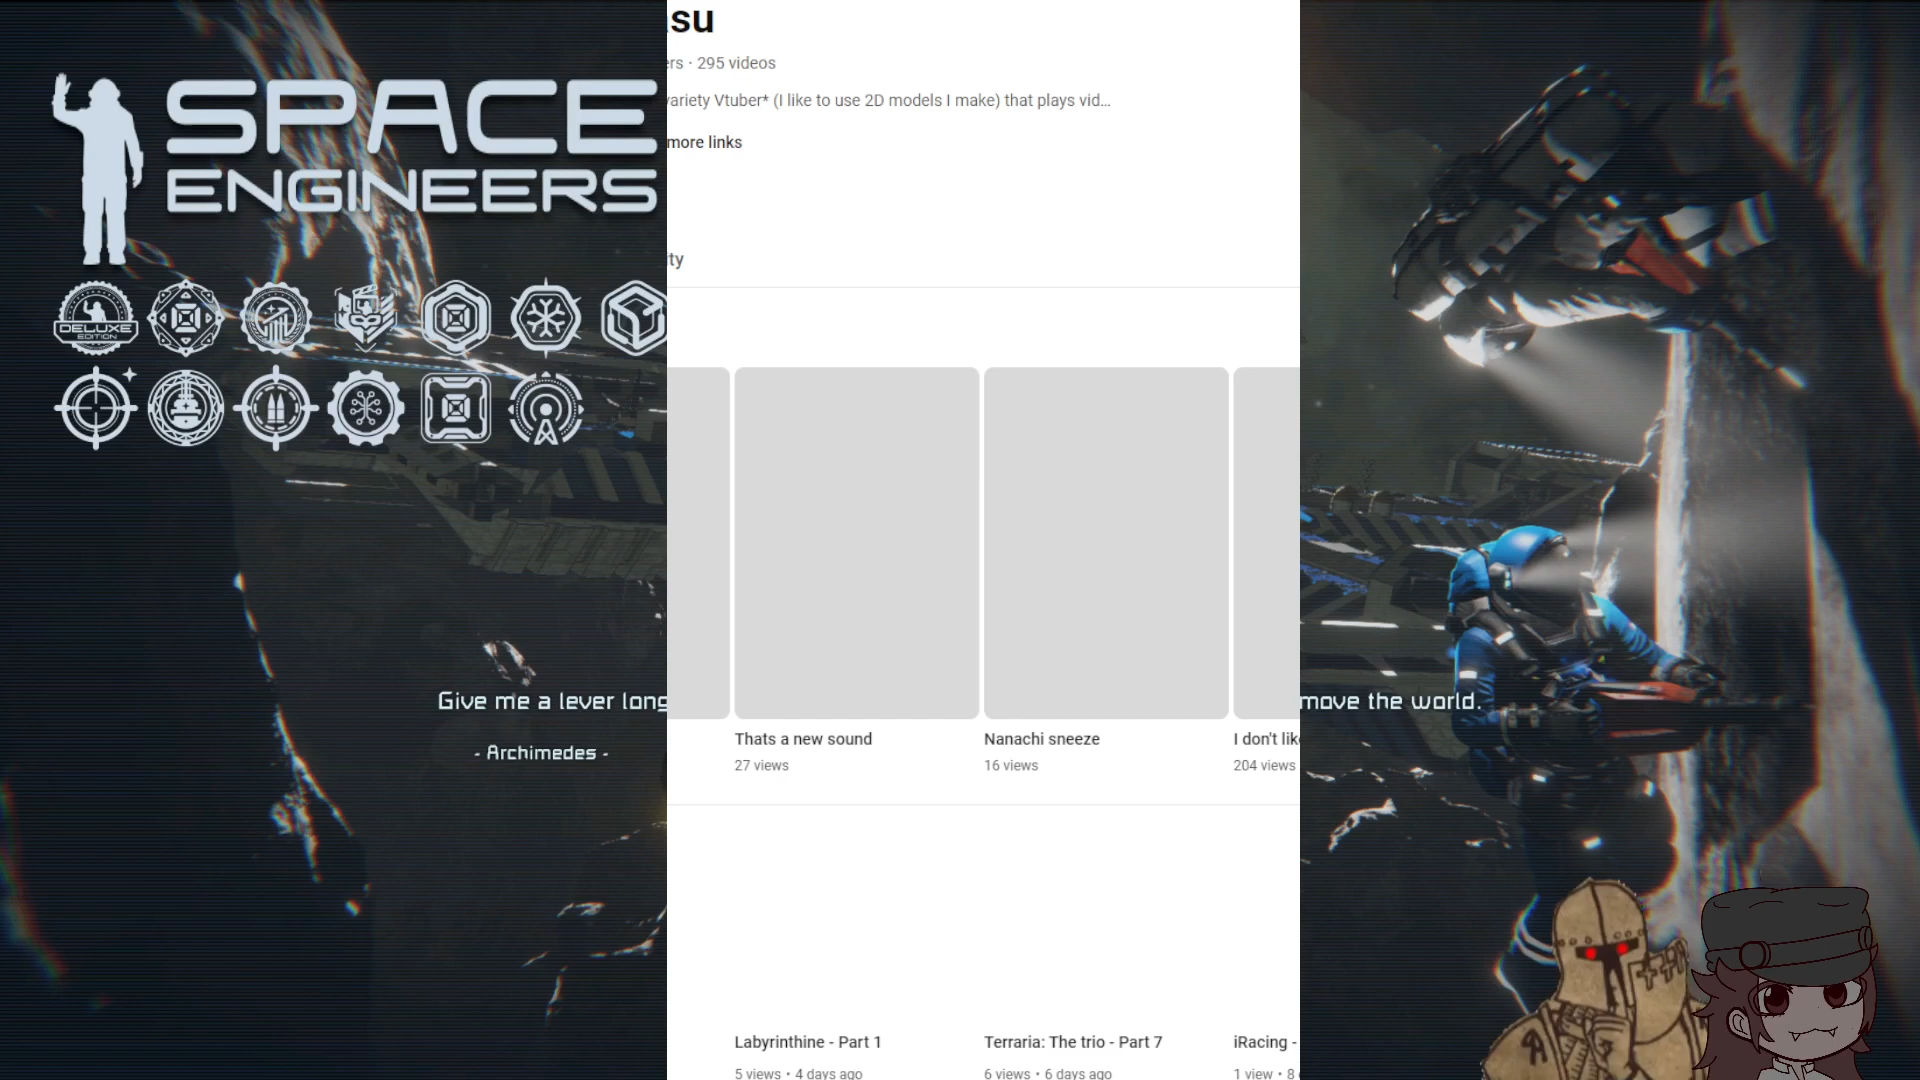 SPACE
ENGINEERS
DELUXE
EDITION
Give me a lever long
move the world.
- Archimedes -
su
rs · 295 videos
variety Vtuber* (I like to use 2D models I make) that plays vid...
more links
ty
Thats a new sound
27 views
Nanachi sneeze
16 views
I don't lik
204 views
Labyrinthine - Part 1
5 views • 4 days ago
Terraria: The trio - Part 7
6 views • 6 days ago
iRacing -
1 view • 8